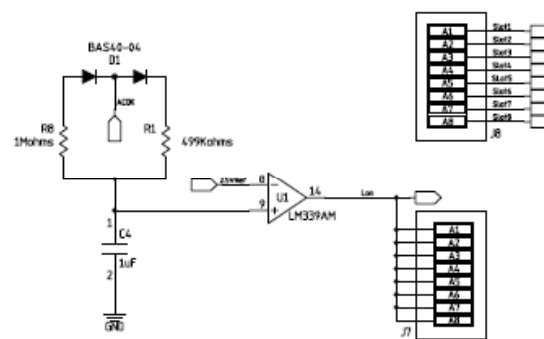 BAS40-04
D1
ACOK
R8
1Mohms
R1
499Kohms
2.5VRef
8
9
U1
14
LM339AM
1
C4
1uF
2
GND
A1
A2
A3
A4
A5
A6
A7
A8
Slot1
Slot2
Slot3
Slot4
Slot5
Slot6
Slot7
Slot8
J8
A1
A2
A3
A4
A5
A6
A7
A8
J7